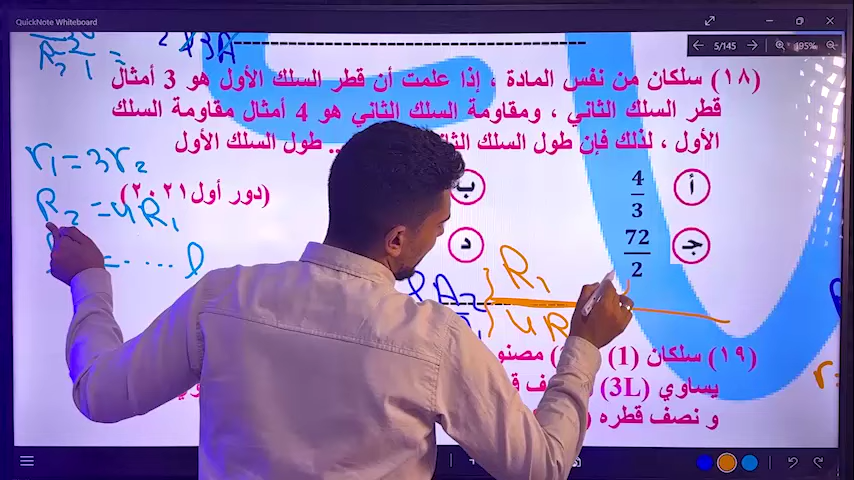 QuickNote Whiteboard
5/145
195%
R₂ 1 =
(١٨) سلكان من نفس المادة ، إذا علمت أن قطر السلك الأول هو 3 أمثال
قطر السلك الثاني ، ومقاومة السلك الثاني هو 4 أمثال مقاومة السلك
الأول ، لذلك فإن طول السلك .. طول السلك الأول
(دور أول ٢٠٢١)
r₁ = 3r₂
R₂ = 4R₁
= .... l
أ 4/3
ب
ج 72/2
د
l A₂
R₁
4R
(١٩) سلكان (1) مصنو
يساوي (3L)
و نصف قطره